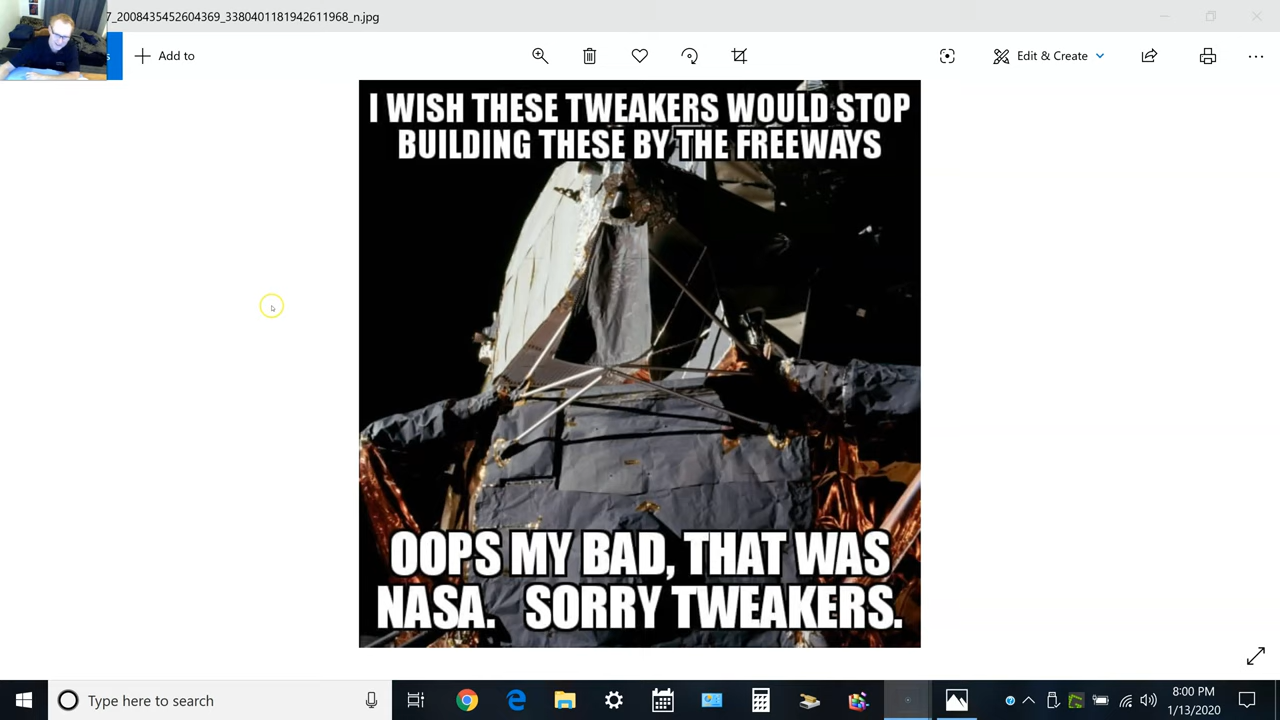 7_2008435452604369_3380401181942611968_n.jpg
s
Add to
Edit & Create
I WISH THESE TWEAKERS WOULD STOP
BUILDING THESE BY THE FREEWAYS
OOPS MY BAD, THAT WAS
NASA. SORRY TWEAKERS.
Type here to search
8:00 PM
1/13/2020